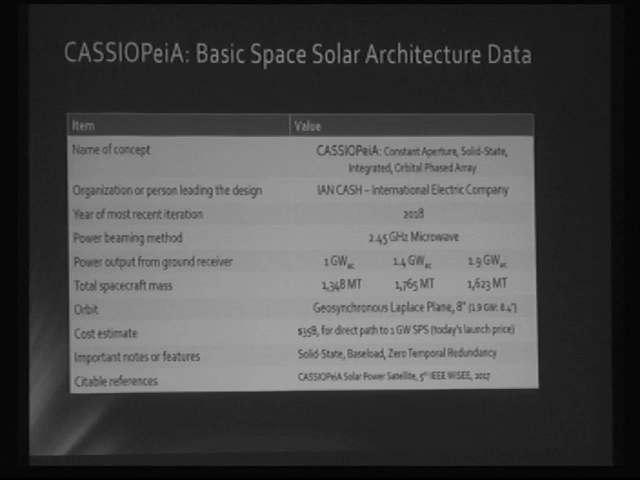 CASSIOPeiA: Basic Space Solar Architecture Data
Item Value
Name of concept CASSIOPeiA: Constant Aperture, Solid-State,
Integrated, Orbital Phased Array
Organization or person leading the design IAN CASH – International Electric Company
Year of most recent iteration 2018
Power beaming method 2.45 GHz Microwave
Power output from ground receiver 1 GWac 1.4 GWac 1.9 GWac
Total spacecraft mass 1,348 MT 1,765 MT 1,623 MT
Orbit Geosynchronous Laplace Plane, 8° (1.9 GW: 8.4°)
Cost estimate for direct path to 1 GW SPS (today's launch price)
Important notes or features Solid-State, Baseload, Zero Temporal Redundancy
Citable references CASSIOPeiA Solar Power Satellite, 5th IEEE WISEE, 2017